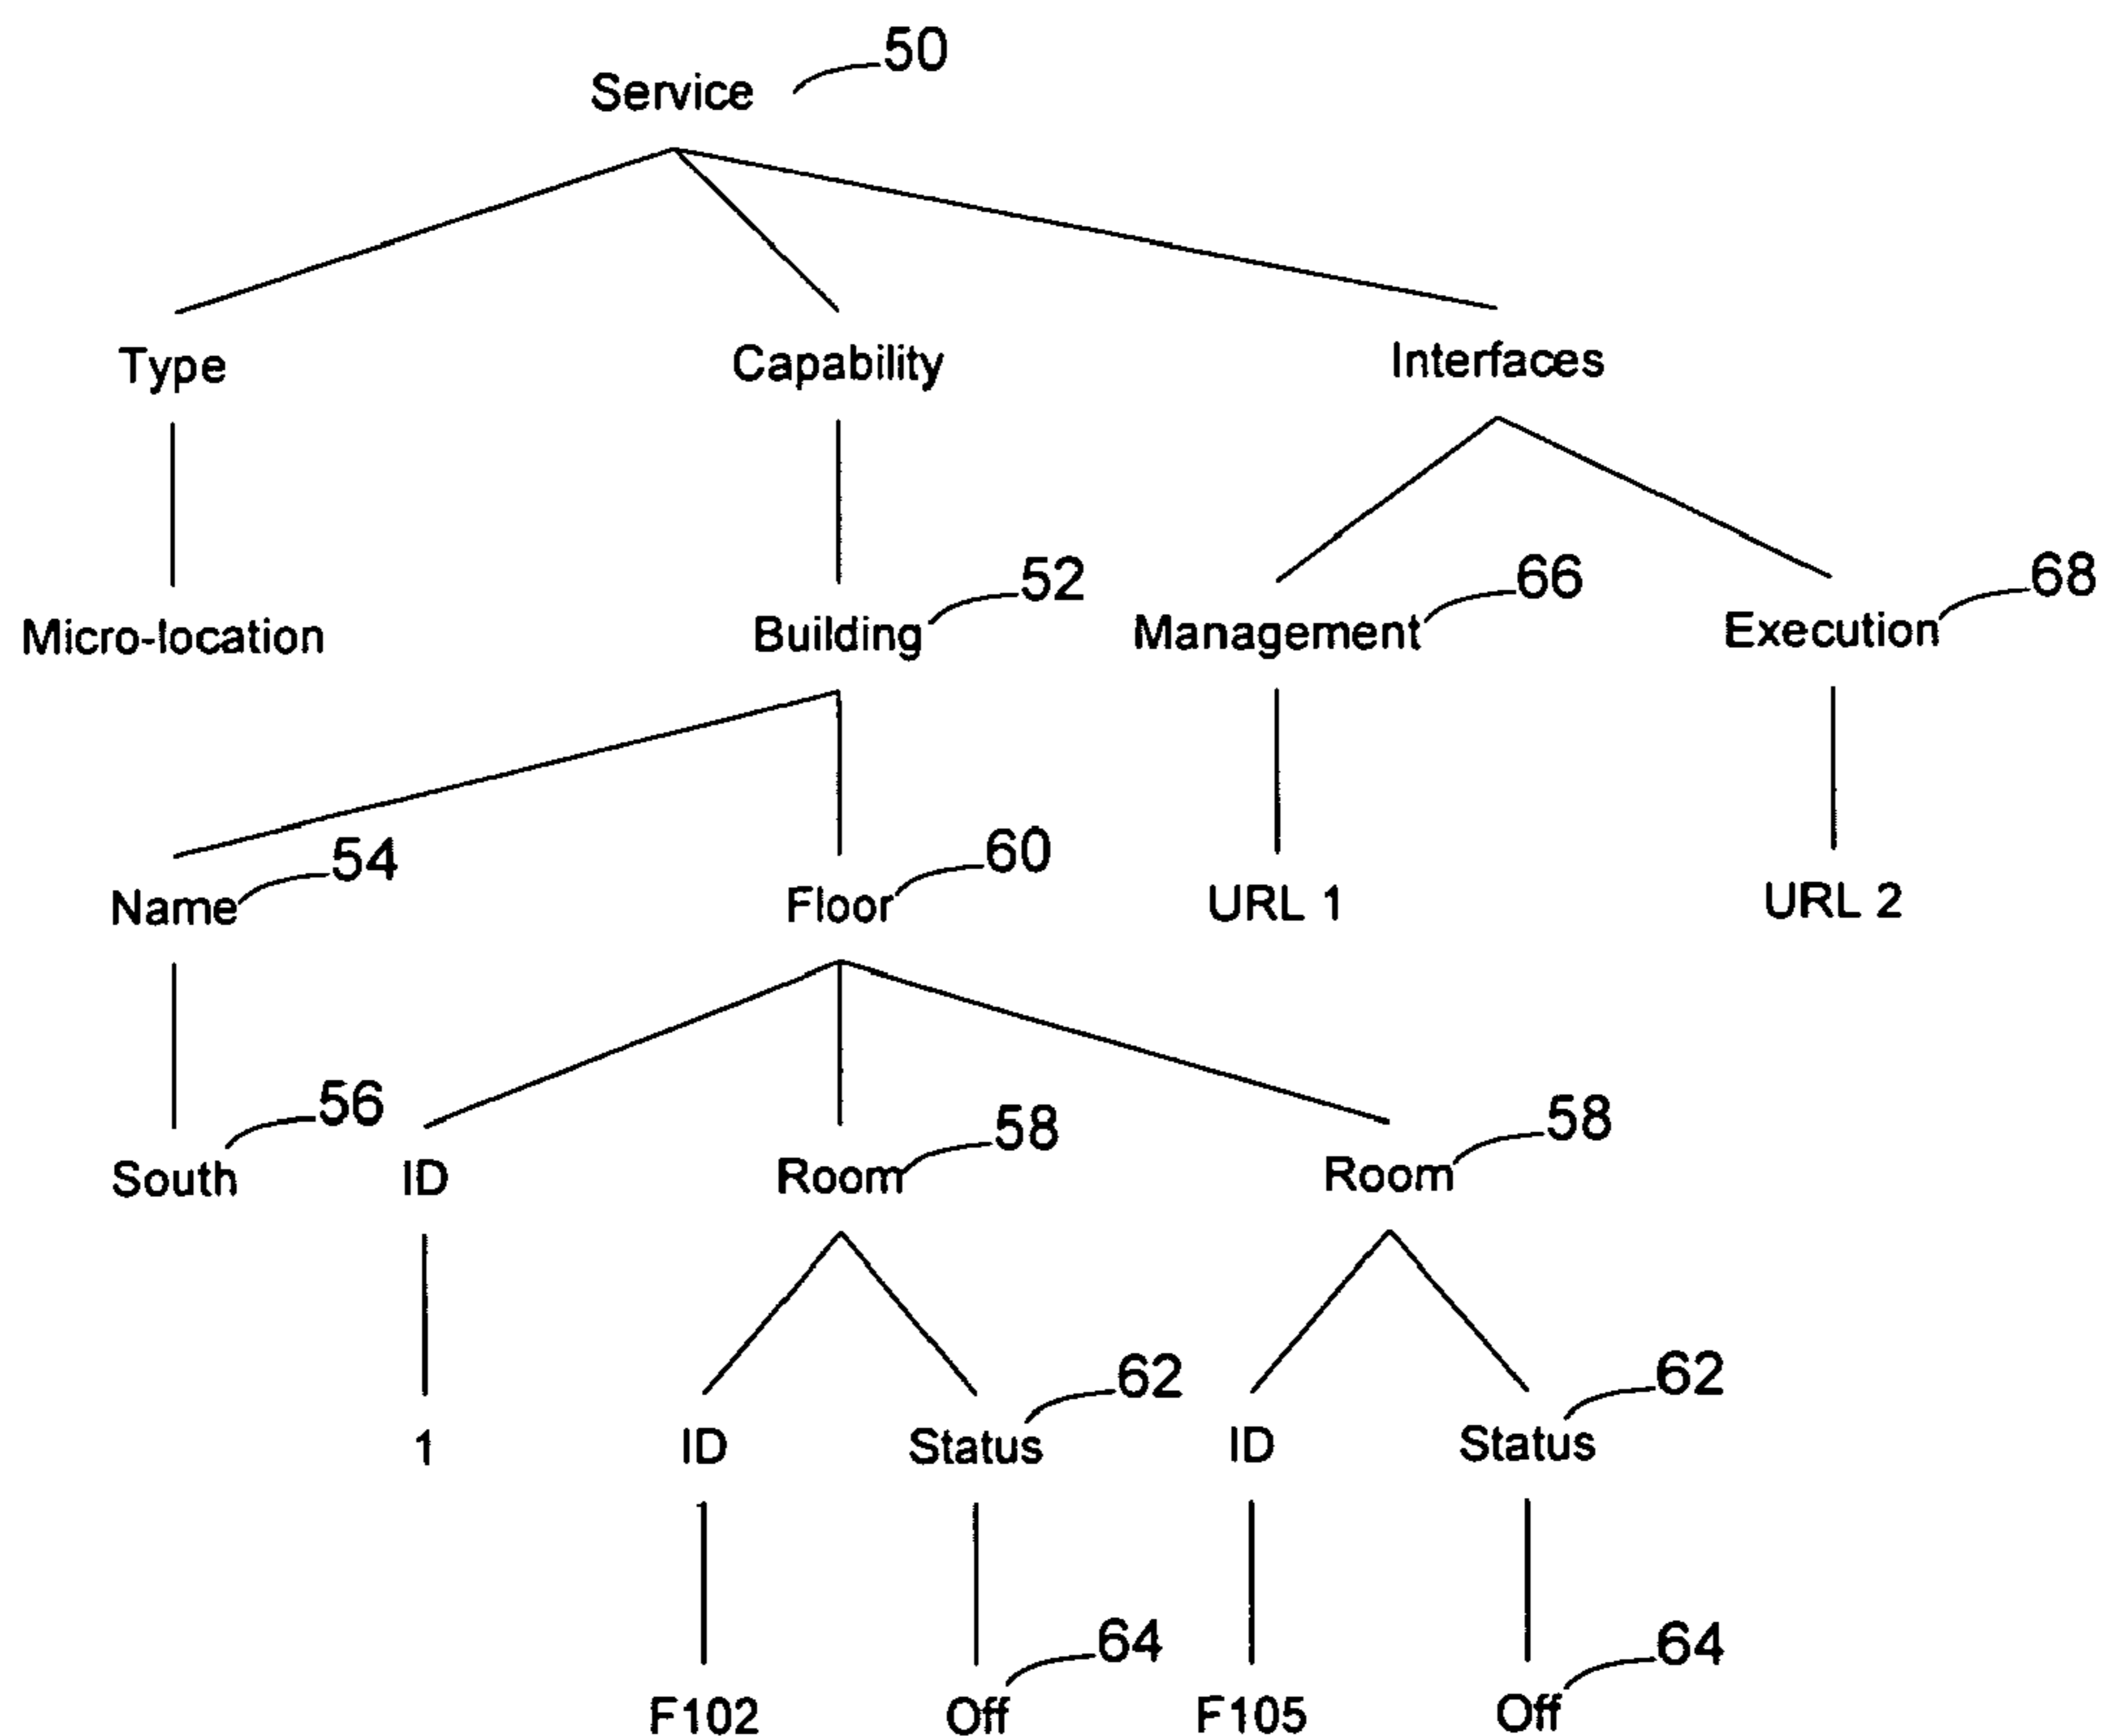 50
Service
Type Capability Interfaces
52 66 68
Micro-location Building Management Execution
54 60
Name Floor URL 1 URL 2
56 58 58
South ID Room Room
62 62
1 ID Status ID Status
64 64
F102 Off F105 Off